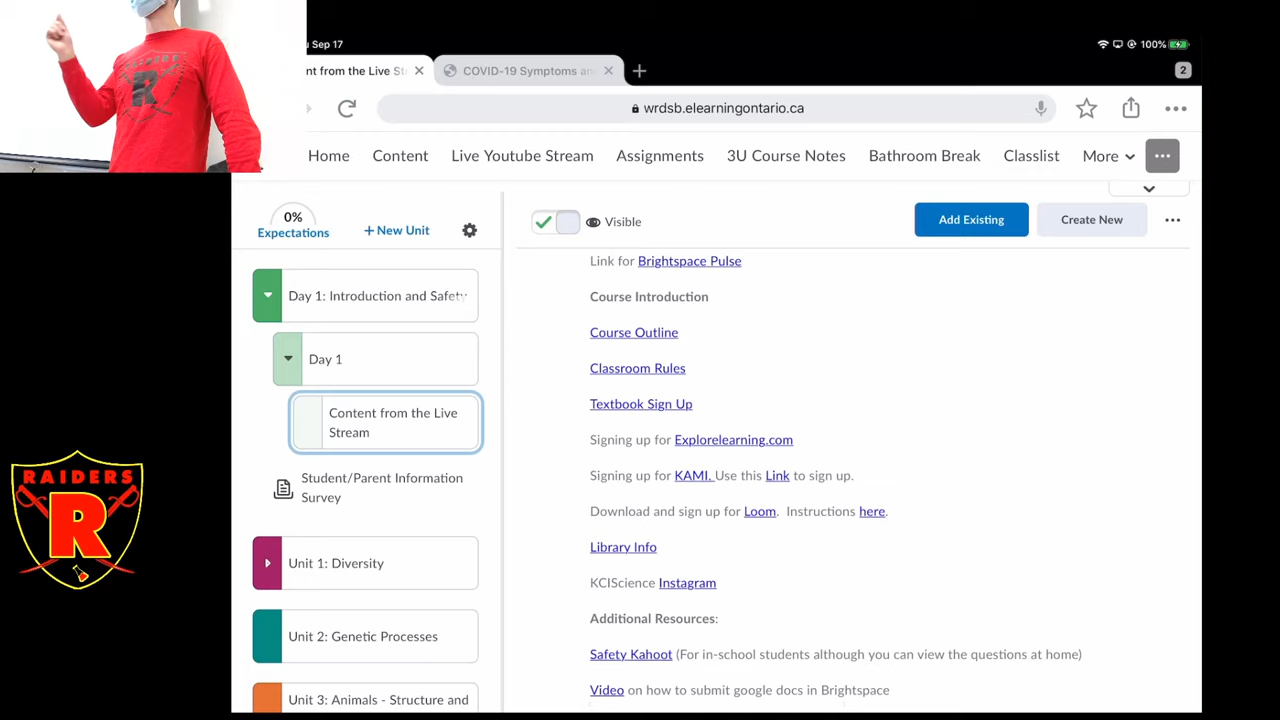 u Sep 17
100%
nt from the Live St
COVID-19 Symptoms an
2
wrdsb.elearningontario.ca
Home Content Live Youtube Stream Assignments 3U Course Notes Bathroom Break Classlist More
0%
Expectations
+ New Unit
Visible
Add Existing
Create New
Day 1: Introduction and Safety
Day 1
Content from the Live
Stream
Student/Parent Information
Survey
Unit 1: Diversity
Unit 2: Genetic Processes
Unit 3: Animals - Structure and
Link for Brightspace Pulse
Course Introduction
Course Outline
Classroom Rules
Textbook Sign Up
Signing up for Explorelearning.com
Signing up for KAMI. Use this Link to sign up.
Download and sign up for Loom. Instructions here.
Library Info
KCIScience Instagram
Additional Resources:
Safety Kahoot (For in-school students although you can view the questions at home)
Video on how to submit google docs in Brightspace
RAIDERS
R
R